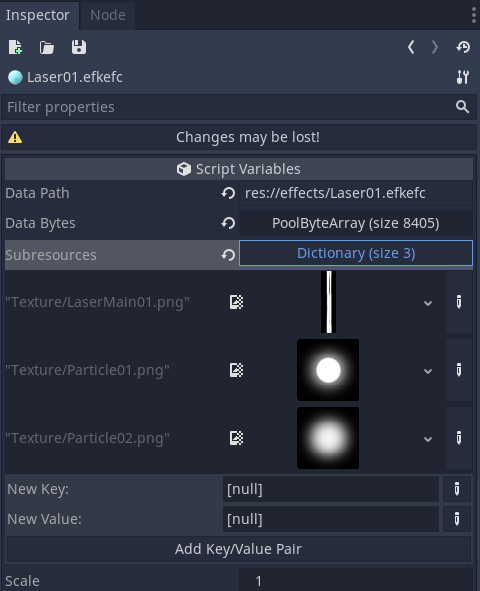 Inspector Node
Laser01.efkefc
Filter properties
Changes may be lost!
Script Variables
Data Path res://effects/Laser01.efkefc
Data Bytes PoolByteArray (size 8405)
Subresources Dictionary (size 3)
"Texture/LaserMain01.png"
"Texture/Particle01.png"
"Texture/Particle02.png"
New Key: [null]
New Value: [null]
Add Key/Value Pair
Scale 1